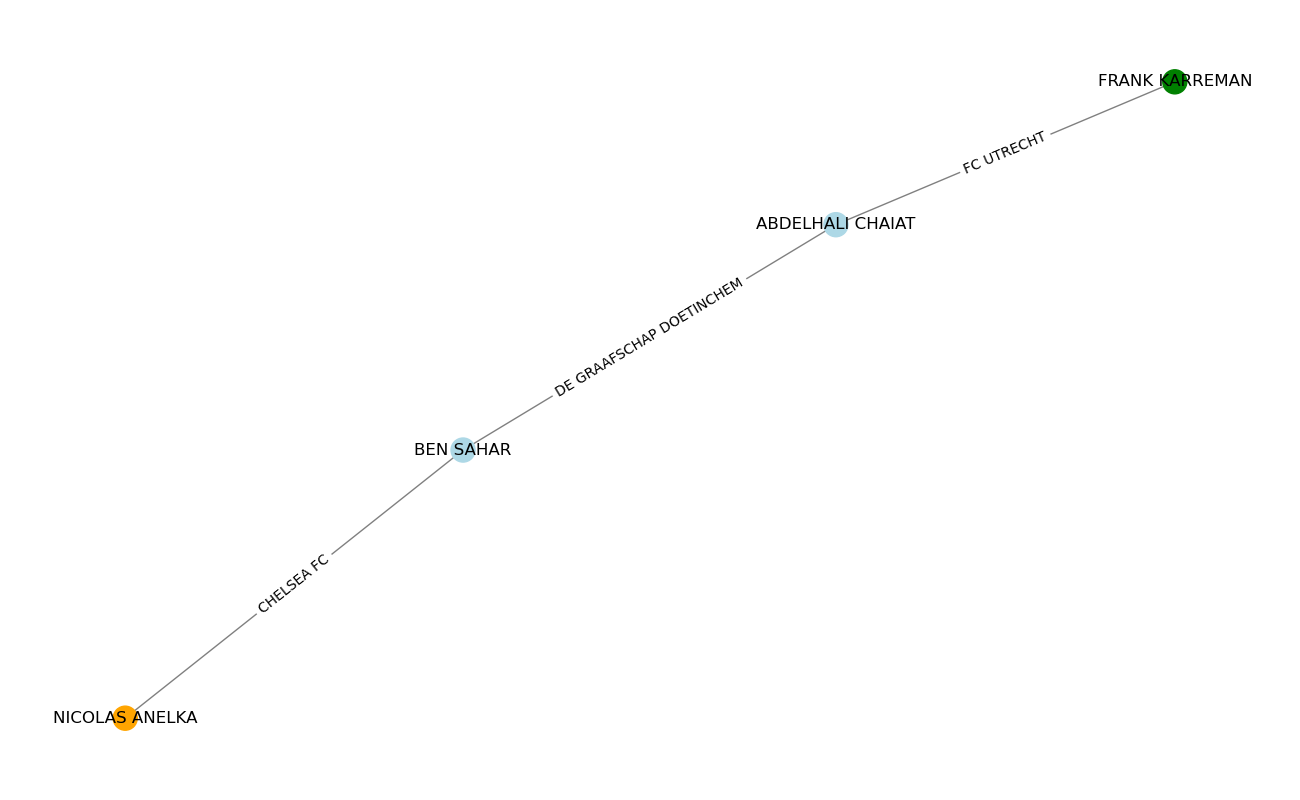 FRANK KARREMAN
FC UTRECHT
ABDELHALI CHAIAT
DE GRAAFSCHAP DOETINCHEM
BEN SAHAR
CHELSEA FC
NICOLAS ANELKA